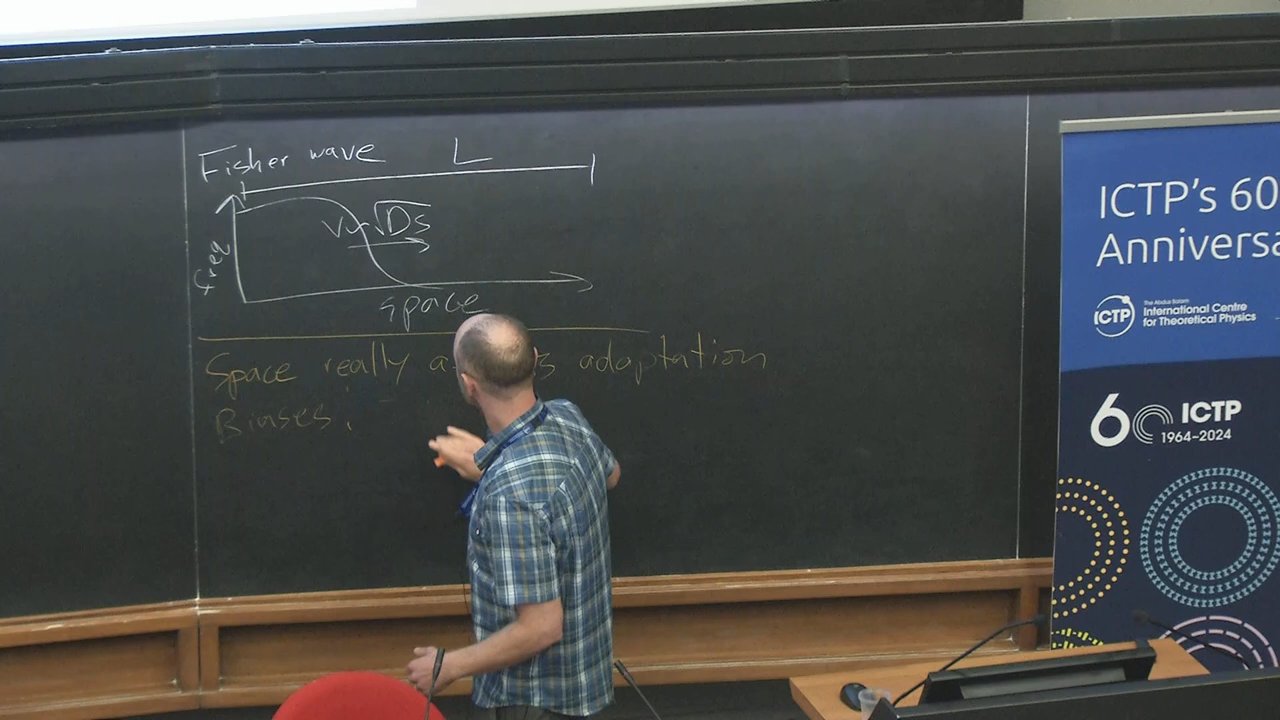 Fisher wave
L
v~√Ds
freq
space
Space really a s adaptation
Biases:
ICTP's 60
Anniversa
ICTP
The Abdus Salam
International Centre
for Theoretical Physics
60 ICTP
1964–2024